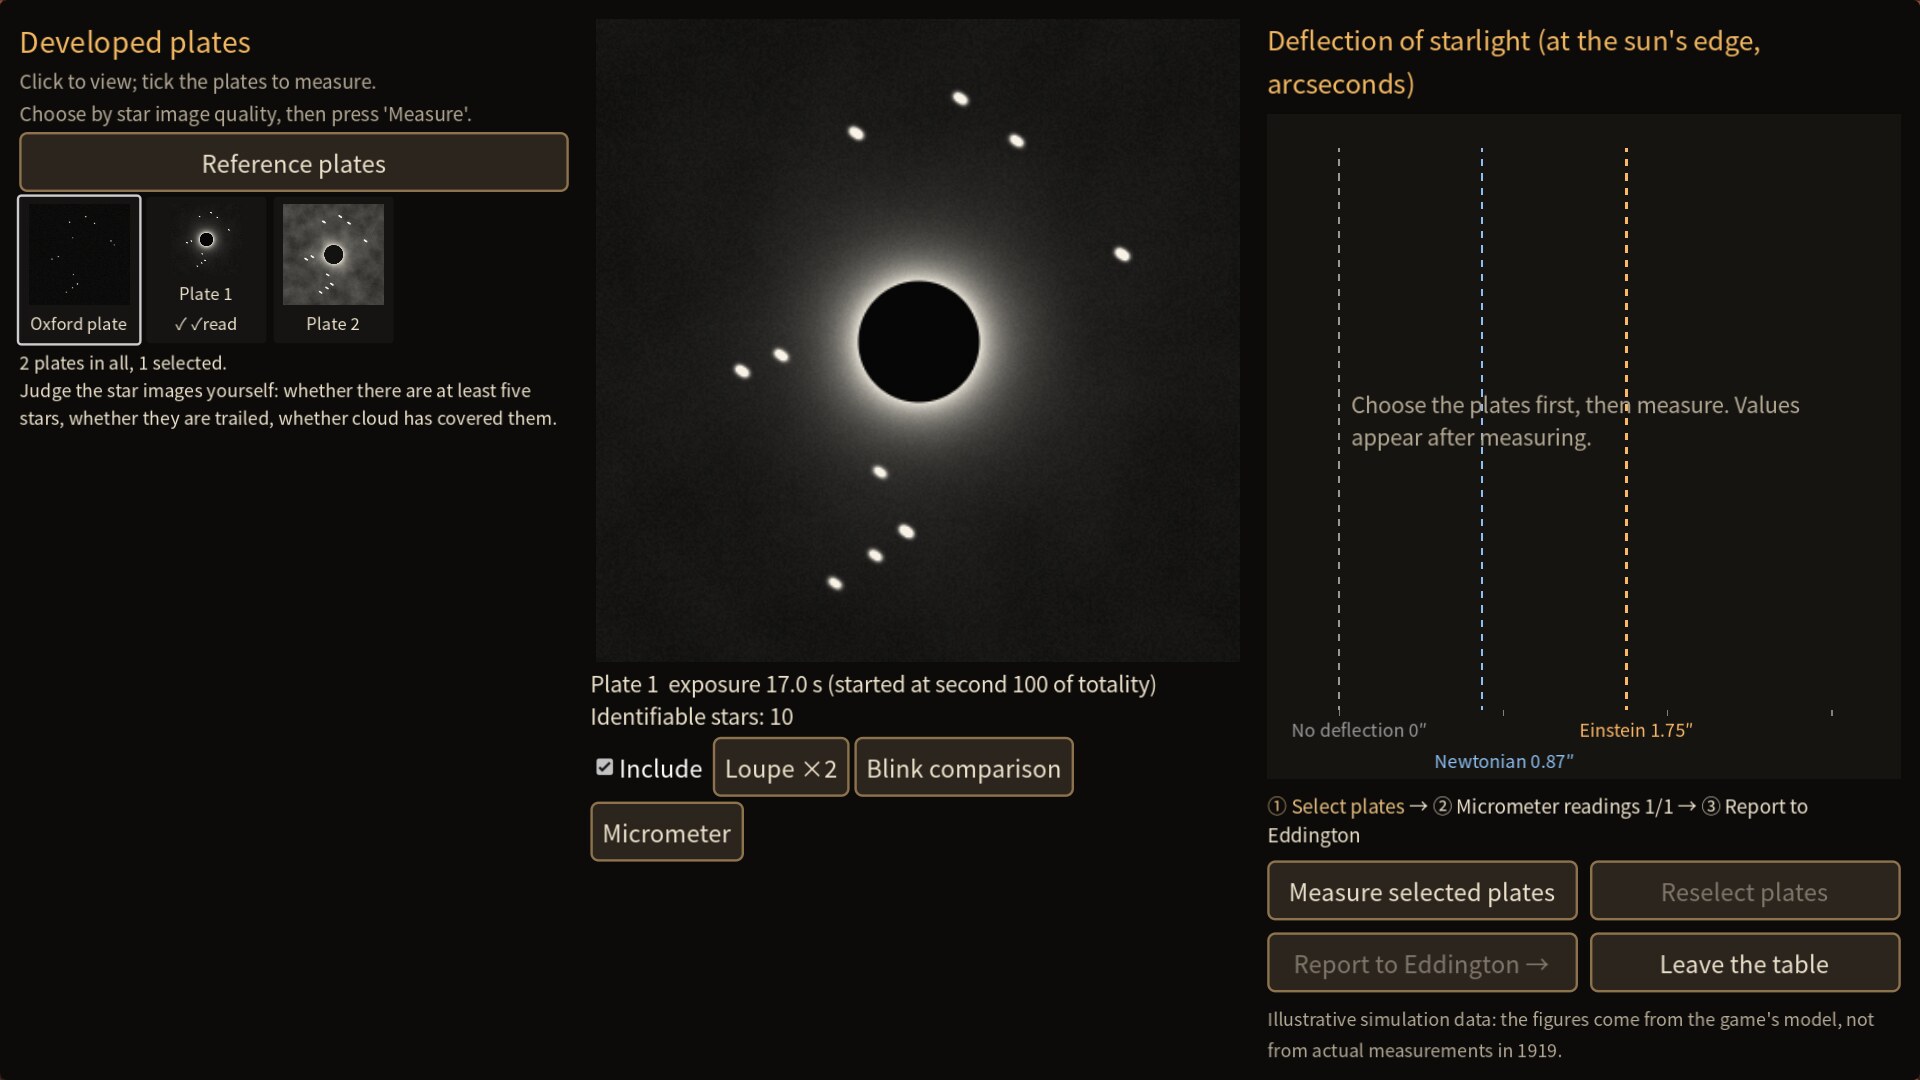 Developed plates
Click to view; tick the plates to measure.
Choose by star image quality, then press 'Measure'.
Reference plates
Oxford plate
Plate 1
✓ ✓read
Plate 2
2 plates in all, 1 selected.
Judge the star images yourself: whether there are at least five
stars, whether they are trailed, whether cloud has covered them.
Plate 1 exposure 17.0 s (started at second 100 of totality)
Identifiable stars: 10
Include
Loupe ×2
Blink comparison
Micrometer
Deflection of starlight (at the sun's edge,
arcseconds)
Choose the plates first, then measure. Values
appear after measuring.
No deflection 0″
Einstein 1.75″
Newtonian 0.87″
① Select plates → ② Micrometer readings 1/1 → ③ Report to
Eddington
Measure selected plates
Reselect plates
Report to Eddington →
Leave the table
Illustrative simulation data: the figures come from the game's model, not
from actual measurements in 1919.